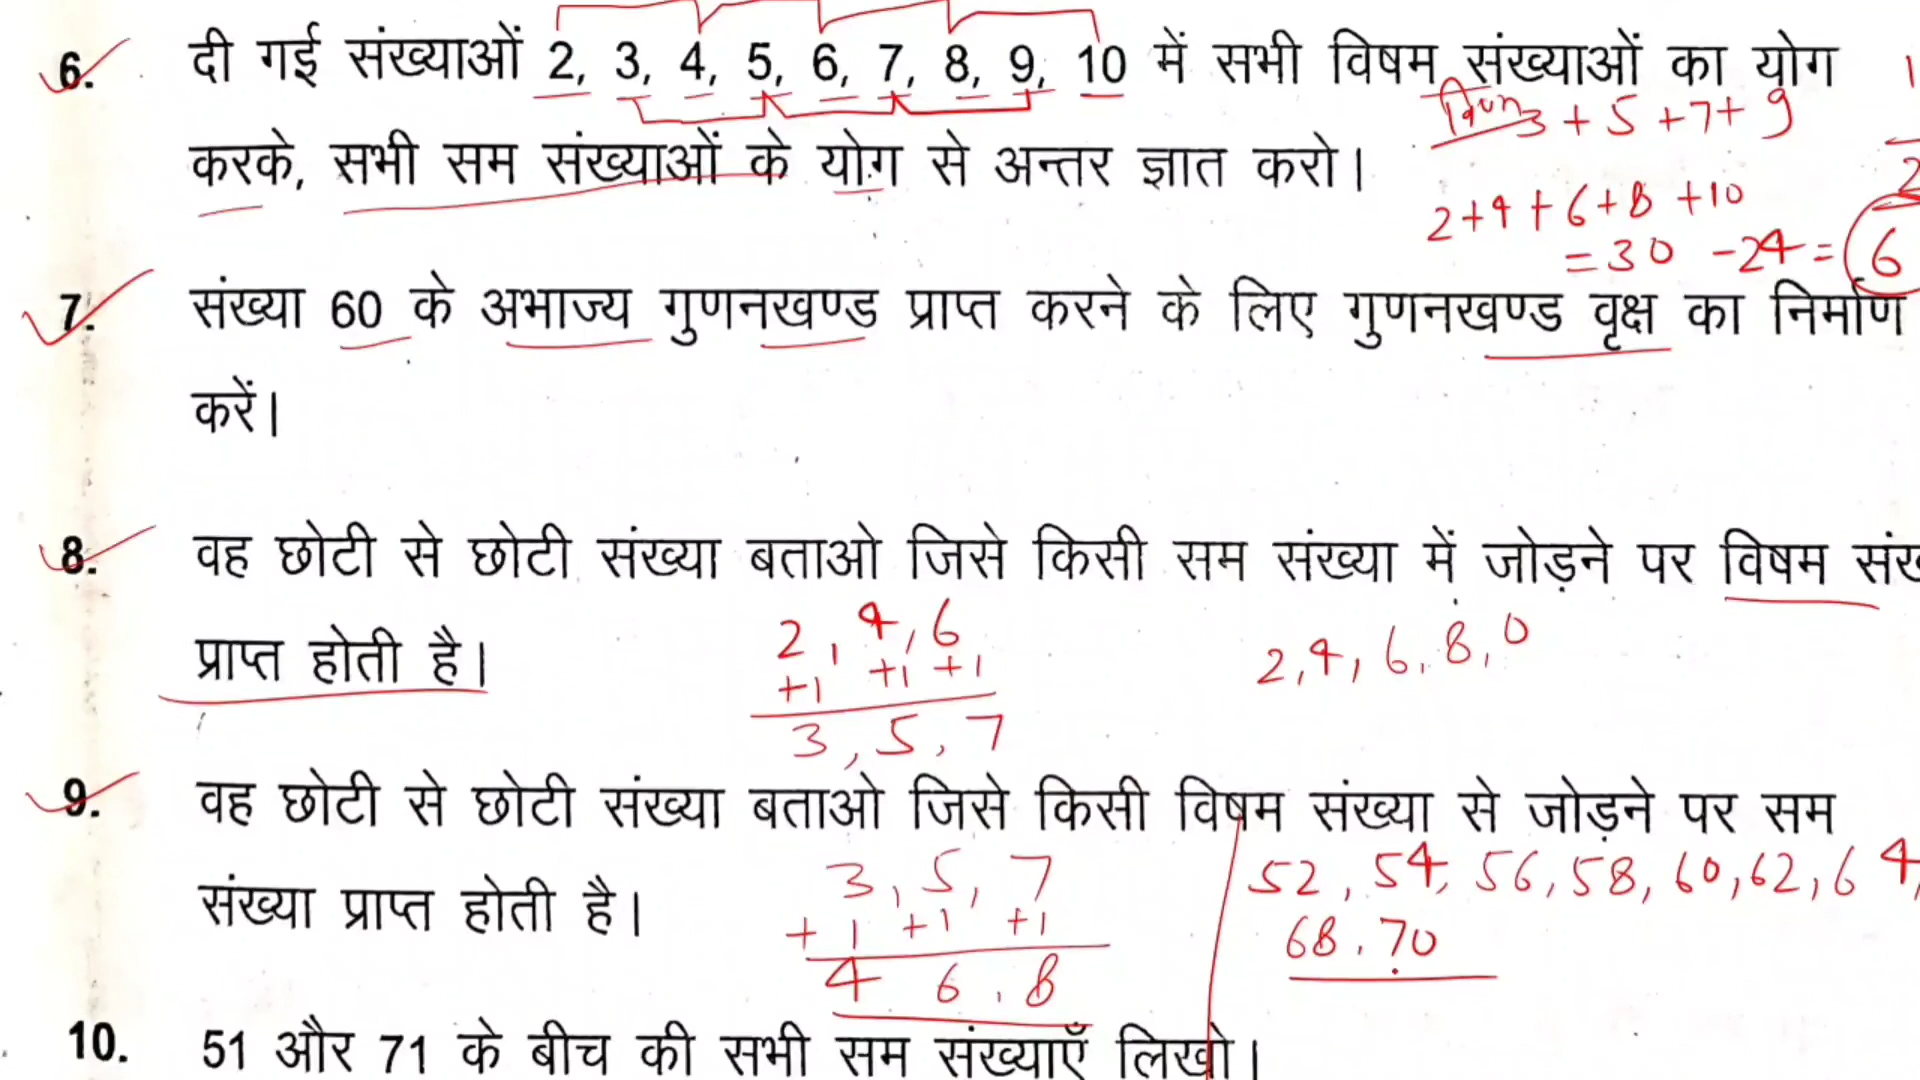 6. दी गई संख्याओं 2, 3, 4, 5, 6, 7, 8, 9, 10 में सभी विषम संख्याओं का योग
3 + 5 + 7 + 9
करके, सभी सम संख्याओं के योग से अन्तर ज्ञात करो।
2 + 4 + 6 + 8 + 10
= 30 - 24 = 6
7. संख्या 60 के अभाज्य गुणनखण्ड प्राप्त करने के लिए गुणनखण्ड वृक्ष का निर्माण
करें।
8. वह छोटी से छोटी संख्या बताओ जिसे किसी सम संख्या में जोड़ने पर विषम
प्राप्त होती है।
2, 4, 6
+1 +1 +1
3, 5, 7
2, 4, 6, 8, 0
9. वह छोटी से छोटी संख्या बताओ जिसे किसी विषम संख्या से जोड़ने पर सम
संख्या प्राप्त होती है।
3, 5, 7
+ 1 +1 +1
4 6 . 8
52, 54, 56, 58, 60, 62, 64,
68 . 70
10. 51 और 71 के बीच की सभी सम संख्याएँ लिखो।